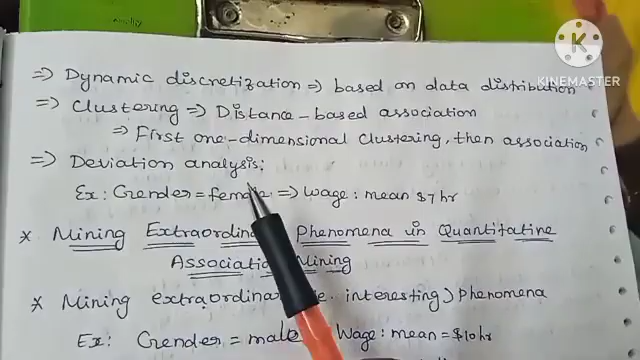 KINEMASTER
=> Dynamic discretization => based on data distribution
=> Clustering => Distance-based association
=> First one-dimensional clustering, then association
=> Deviation analysis:
Ex: Gender = female => Wage: mean $7 hr
* Mining Extraordinary Phenomena in Quantitative
Association Mining
* Mining extraordinary interesting) phenomena
Ex: Gender = male Wage: mean = $10 hr